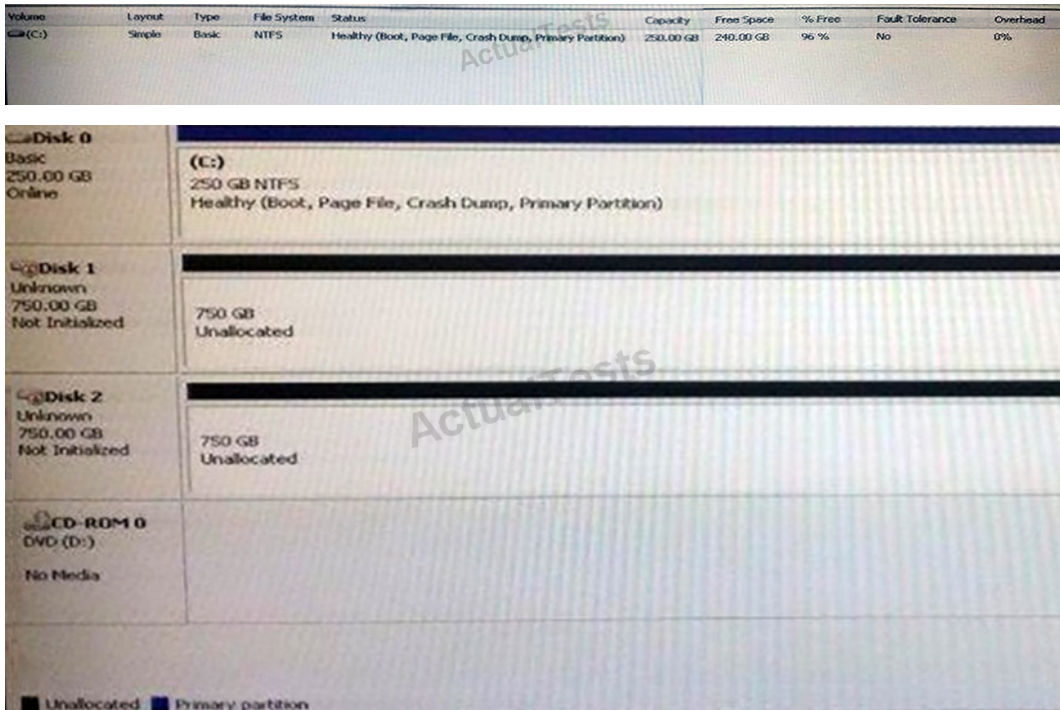 Volume Layout Type File System Status Capacity Free Space % Free Fault Tolerance Overhead
(C:) Simple Basic NTFS Healthy (Boot, Page File, Crash Dump, Primary Partition) 250.00 GB 240.00 GB 96 % No 0%
ActualTests
Disk 0
Basic
250.00 GB
Online
(C:)
250 GB NTFS
Healthy (Boot, Page File, Crash Dump, Primary Partition)
Disk 1
Unknown
750.00 GB
Not Initialized
750 GB
Unallocated
Disk 2
Unknown
750.00 GB
Not Initialized
750 GB
Unallocated
ActualTests
CD-ROM 0
DVD (D:)
No Media
Unallocated Primary partition